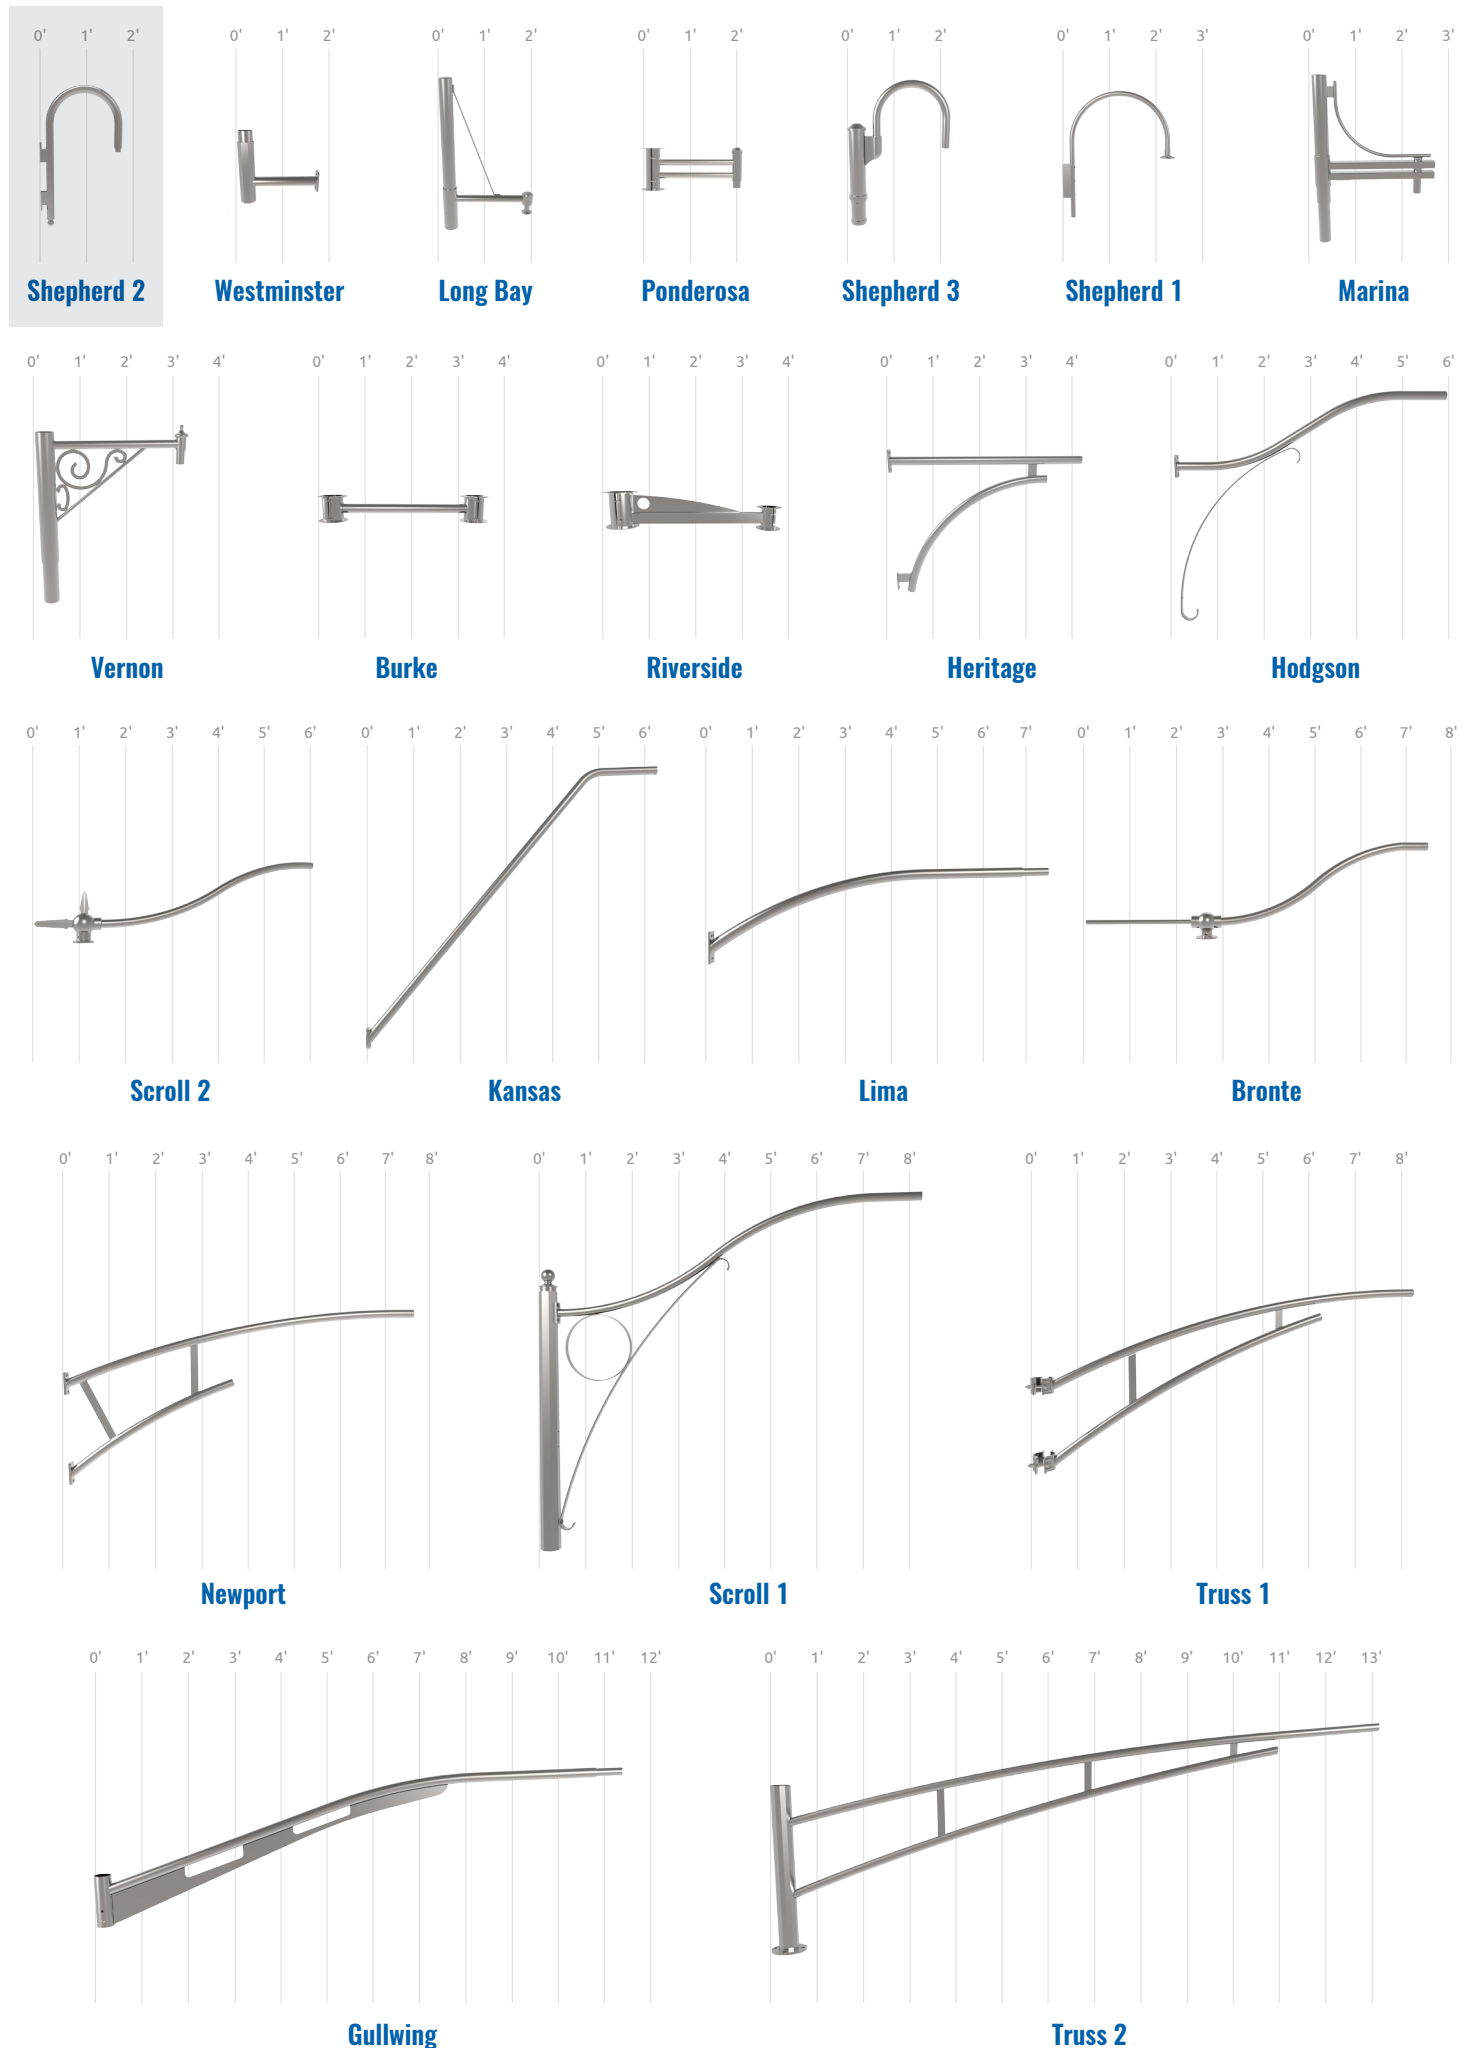 0' 1' 2' 0' 1' 2' 0' 1' 2' 0' 1' 2' 0' 1' 2' 0' 1' 2' 3' 0' 1' 2' 3'
Shepherd 2 Westminster Long Bay Ponderosa Shepherd 3 Shepherd 1 Marina
0' 1' 2' 3' 4' 0' 1' 2' 3' 4' 0' 1' 2' 3' 4' 0' 1' 2' 3' 4' 0' 1' 2' 3' 4' 5' 6'
Vernon Burke Riverside Heritage Hodgson
0' 1' 2' 3' 4' 5' 6' 0' 1' 2' 3' 4' 5' 6' 0' 1' 2' 3' 4' 5' 6' 7' 0' 1' 2' 3' 4' 5' 6' 7' 8'
Scroll 2 Kansas Lima Bronte
0' 1' 2' 3' 4' 5' 6' 7' 8' 0' 1' 2' 3' 4' 5' 6' 7' 8' 0' 1' 2' 3' 4' 5' 6' 7' 8'
Newport Scroll 1 Truss 1
0' 1' 2' 3' 4' 5' 6' 7' 8' 9' 10' 11' 12' 0' 1' 2' 3' 4' 5' 6' 7' 8' 9' 10' 11' 12' 13'
Gullwing Truss 2